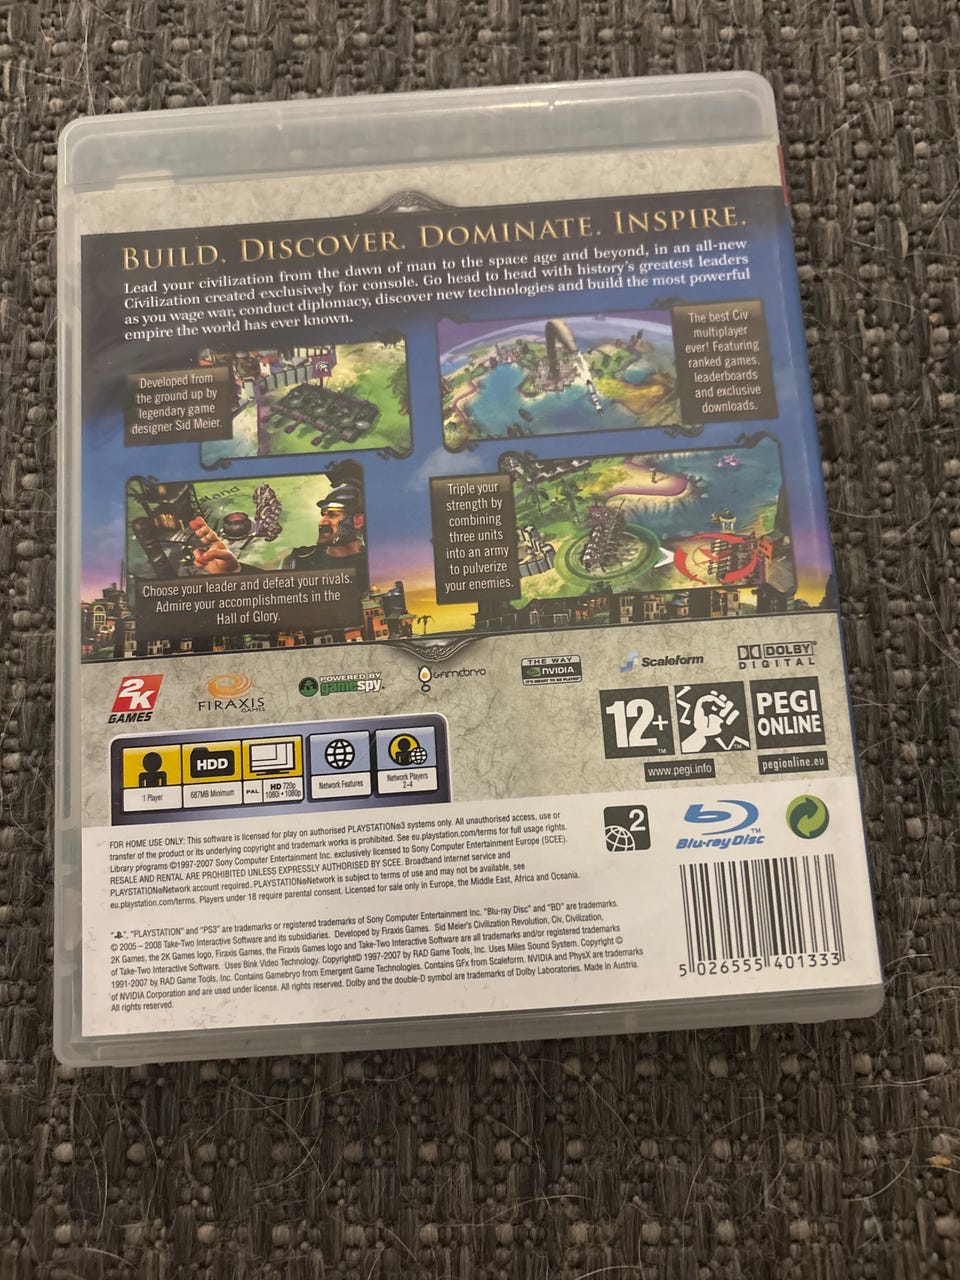 BUILD. DISCOVER. DOMINATE. INSPIRE.
Lead your civilization from the dawn of man to the space age and beyond, in an all-new
Civilization created exclusively for console. Go head to head with history's greatest leaders
as you wage war, conduct diplomacy, discover new technologies and build the most powerful
empire the world has ever known.
Developed from
the ground up by
legendary game
designer Sid Meier.
The best Civ
multiplayer
ever! Featuring
ranked games,
leaderboards
and exclusive
downloads.
Choose your leader and defeat your rivals.
Admire your accomplishments in the
Hall of Glory.
Triple your
strength by
combining
three units
into an army
to pulverize
your enemies.
2K
GAMES
FIRAXIS
GAMES
POWERED BY
gamespy.
Gamebryo
THE WAY
NVIDIA
IT'S MEANT TO BE PLAYED
Scaleform
DOLBY
DIGITAL
12+
TM
TM
PEGI
ONLINE
www.pegi.info
pegionline.eu
1 Player
HDD
667MB Minimum
PAL
HD 720p
1080i • 1080p
Network Features
Network Players
2-4
2
Blu-ray Disc
TM
FOR HOME USE ONLY: This software is licensed for play on authorised PLAYSTATION®3 systems only. All unauthorised access, use or
transfer of the product or its underlying copyright and trademark works is prohibited. See eu.playstation.com/terms for full usage rights.
Library programs ©1997-2007 Sony Computer Entertainment Inc. exclusively licensed to Sony Computer Entertainment Europe (SCEE).
RESALE AND RENTAL ARE PROHIBITED UNLESS EXPRESSLY AUTHORISED BY SCEE. Broadband internet service and
PLAYSTATION®Network account required. PLAYSTATION®Network is subject to terms of use and may not be available, see
eu.playstation.com/terms. Players under 18 require parental consent. Licensed for sale only in Europe, the Middle East, Africa and Oceania.
"PLAYSTATION" and "PS3" are trademarks or registered trademarks of Sony Computer Entertainment Inc. "Blu-ray Disc" and "BD" are trademarks.
© 2005 – 2008 Take-Two Interactive Software and its subsidiaries. Developed by Firaxis Games. Sid Meier's Civilization Revolution, Civ, Civilization,
2K Games, the 2K Games logo, Firaxis Games, the Firaxis Games logo and Take-Two Interactive Software are all trademarks and/or registered trademarks
of Take-Two Interactive Software. Uses Bink Video Technology. Copyright© 1997-2007 by RAD Game Tools, Inc. Uses Miles Sound System. Copyright ©
1991-2007 by RAD Game Tools, Inc. Contains Gamebryo from Emergent Game Technologies. Contains GFx from Scaleform. NVIDIA and PhysX are trademarks
of NVIDIA Corporation and are used under license. All rights reserved. Dolby and the double-D symbol are trademarks of Dolby Laboratories. Made in Austria.
All rights reserved.
5 026555 401333